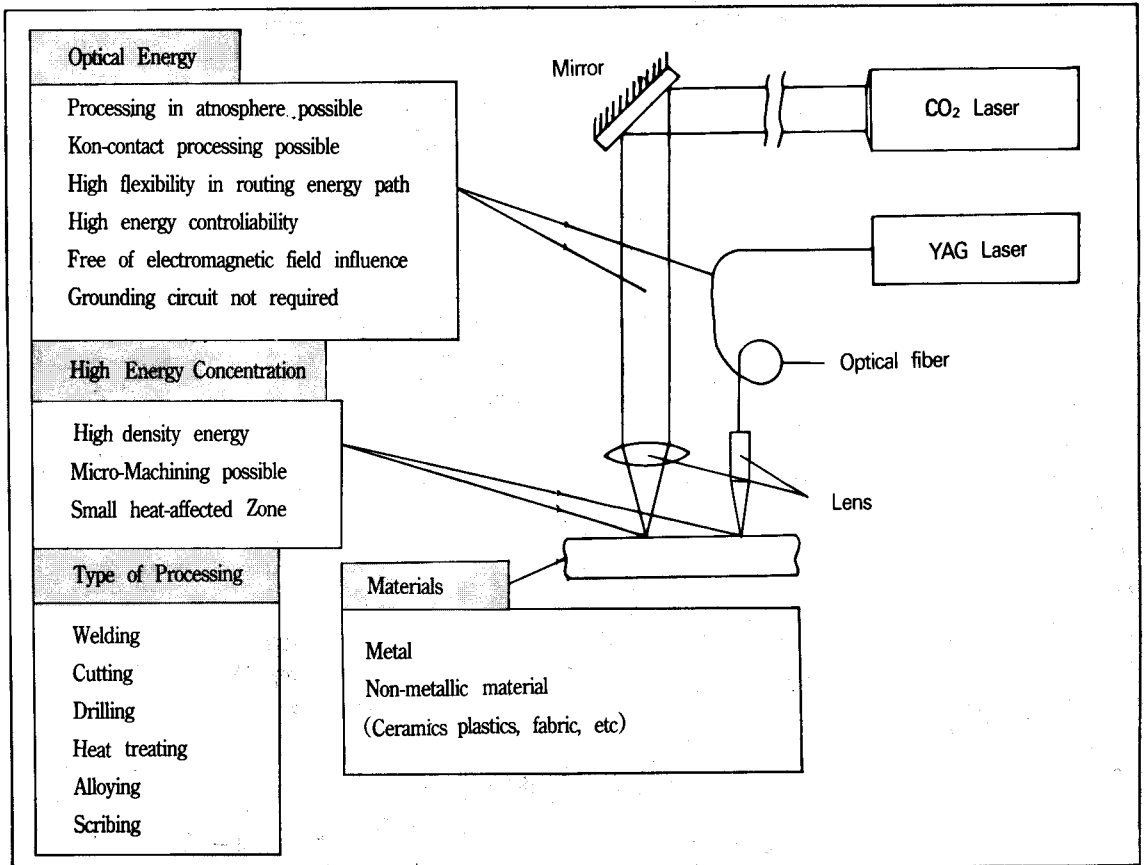 Optical Energy
Processing in atnosphere possible
Kon-contact processing possible
High flexibility in routing energy path
High energy controliability
Free of electromagnetic field influence
Grounding circuit not required
High Energy Concentration
High density energy
Micro-Machining possible
Small heat-affected Zone
Type of Processing
Welding
Cutting
Drilling
Heat treating
Alloying
Scribing
Mirror
CO₂ Laser
YAG Laser
Optical fiber
Lens
Materials
Metal
Non-metallic material
(Ceramics plastics, fabric, etc)